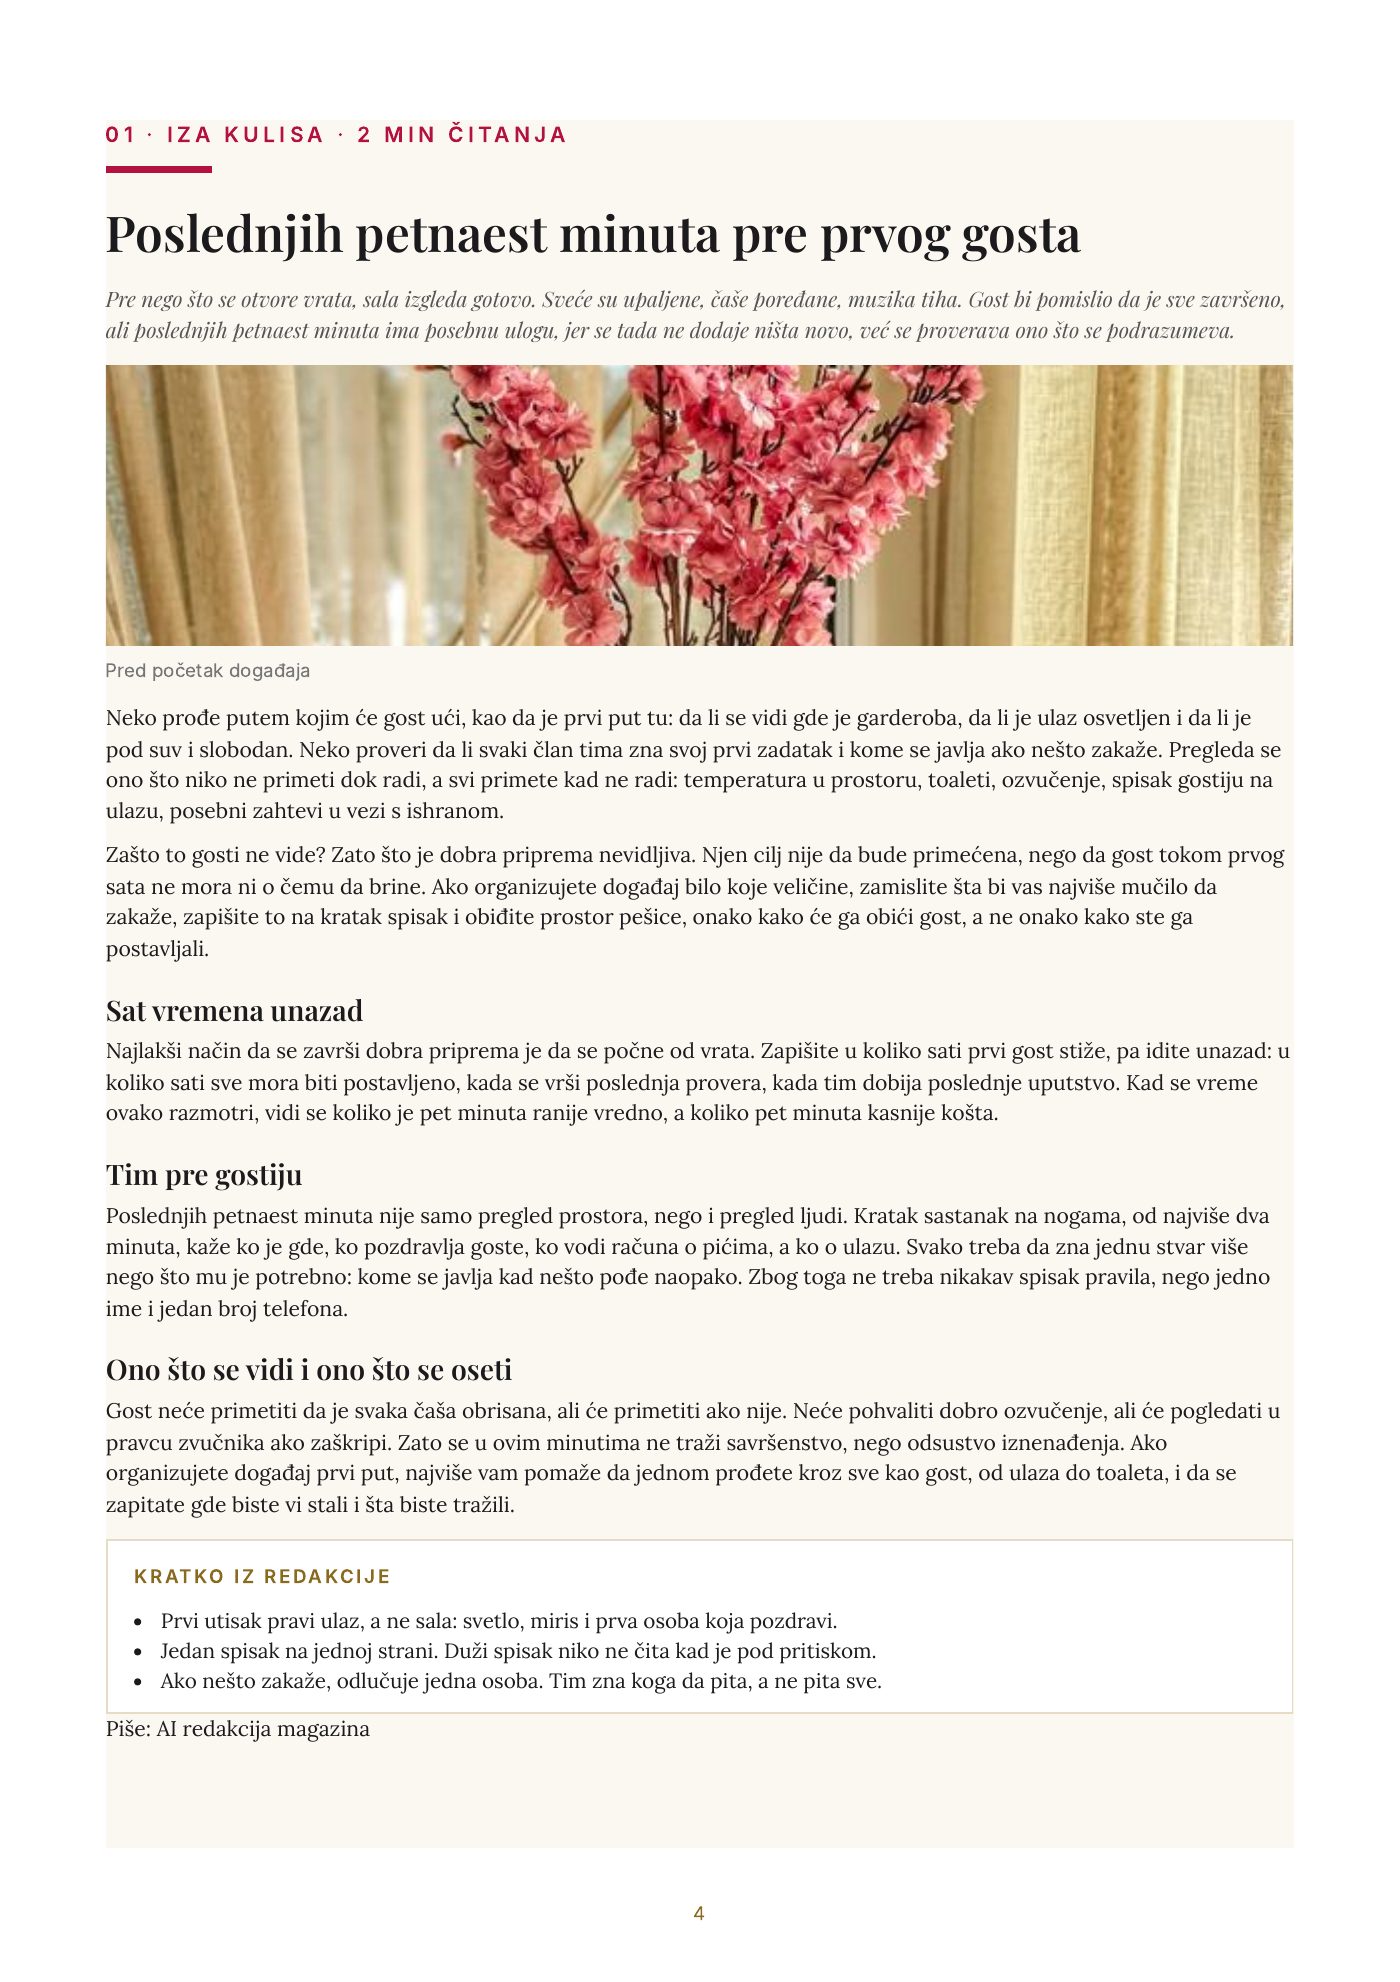 01 · IZA KULISA · 2 MIN ČITANJA
Poslednjih petnaest minuta pre prvog gosta
Pre nego što se otvore vrata, sala izgleda gotovo. Sveće su upaljene, čaše poređane, muzika tiha. Gost bi pomislio da je sve završeno,
ali poslednjih petnaest minuta ima posebnu ulogu, jer se tada ne dodaje ništa novo, već se proverava ono što se podrazumeva.
Pred početak događaja
Neko prođe putem kojim će gost ući, kao da je prvi put tu: da li se vidi gde je garderoba, da li je ulaz osvetljen i da li je
pod suv i slobodan. Neko proveri da li svaki član tima zna svoj prvi zadatak i kome se javlja ako nešto zakaže. Pregleda se
ono što niko ne primeti dok radi, a svi primete kad ne radi: temperatura u prostoru, toaleti, ozvučenje, spisak gostiju na
ulazu, posebni zahtevi u vezi s ishranom.
Zašto to gosti ne vide? Zato što je dobra priprema nevidljiva. Njen cilj nije da bude primećena, nego da gost tokom prvog
sata ne mora ni o čemu da brine. Ako organizujete događaj bilo koje veličine, zamislite šta bi vas najviše mučilo da
zakaže, zapišite to na kratak spisak i obiđite prostor pešice, onako kako će ga obići gost, a ne onako kako ste ga
postavljali.
Sat vremena unazad
Najlakši način da se završi dobra priprema je da se počne od vrata. Zapišite u koliko sati prvi gost stiže, pa idite unazad: u
koliko sati sve mora biti postavljeno, kada se vrši poslednja provera, kada tim dobija poslednje uputstvo. Kad se vreme
ovako razmotri, vidi se koliko je pet minuta ranije vredno, a koliko pet minuta kasnije košta.
Tim pre gostiju
Poslednjih petnaest minuta nije samo pregled prostora, nego i pregled ljudi. Kratak sastanak na nogama, od najviše dva
minuta, kaže ko je gde, ko pozdravlja goste, ko vodi računa o pićima, a ko o ulazu. Svako treba da zna jednu stvar više
nego što mu je potrebno: kome se javlja kad nešto pođe naopako. Zbog toga ne treba nikakav spisak pravila, nego jedno
ime i jedan broj telefona.
Ono što se vidi i ono što se oseti
Gost neće primetiti da je svaka čaša obrisana, ali će primetiti ako nije. Neće pohvaliti dobro ozvučenje, ali će pogledati u
pravcu zvučnika ako zaškripi. Zato se u ovim minutima ne traži savršenstvo, nego odsustvo iznenađenja. Ako
organizujete događaj prvi put, najviše vam pomaže da jednom prođete kroz sve kao gost, od ulaza do toaleta, i da se
zapitate gde biste vi stali i šta biste tražili.
KRATKO IZ REDAKCIJE
• Prvi utisak pravi ulaz, a ne sala: svetlo, miris i prva osoba koja pozdravi.
• Jedan spisak na jednoj strani. Duži spisak niko ne čita kad je pod pritiskom.
• Ako nešto zakaže, odlučuje jedna osoba. Tim zna koga da pita, a ne pita sve.
Piše: AI redakcija magazina
4